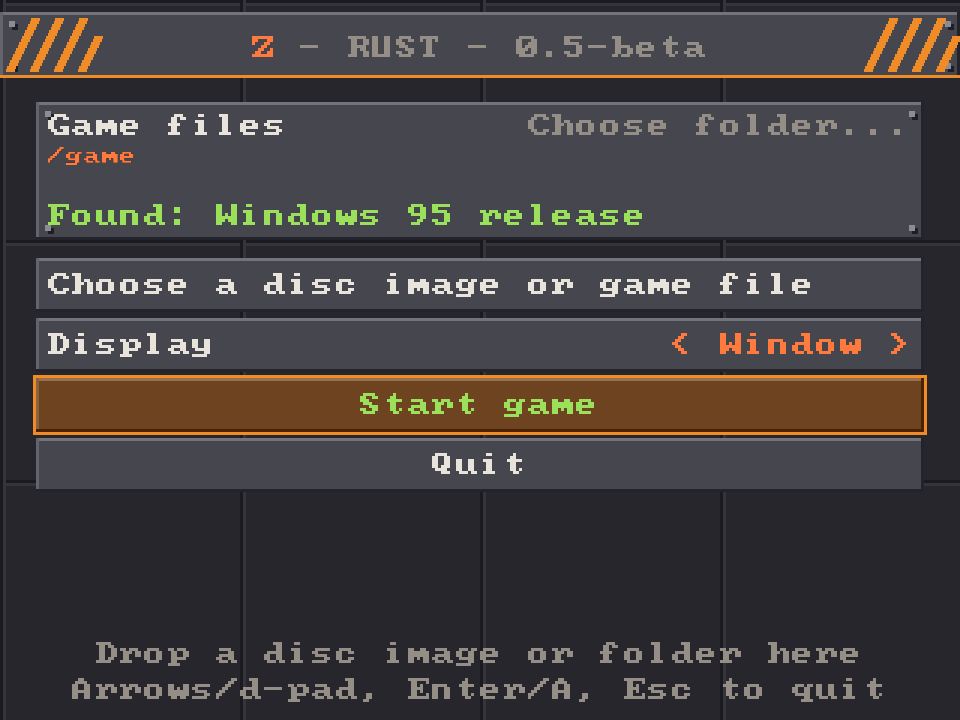 Z - RUST - 0.5-beta
Game files Choose folder...
/game
Found: Windows 95 release
Choose a disc image or game file
Display < Window >
Start game
Quit
Drop a disc image or folder here
Arrows/d-pad, Enter/A, Esc to quit